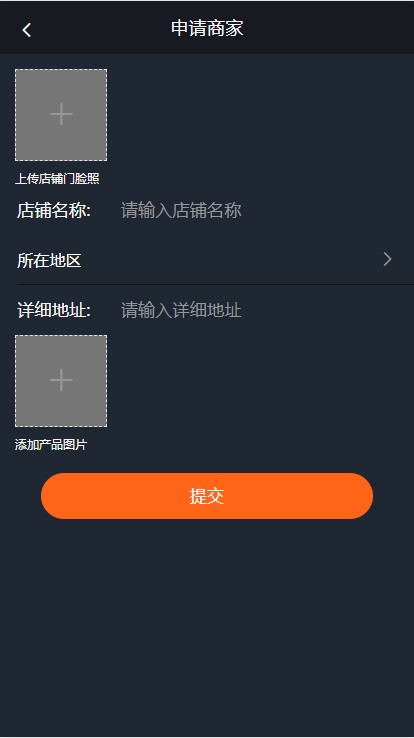 申请商家
上传店铺门脸照
店铺名称: 请输入店铺名称
所在地区
详细地址: 请输入详细地址
添加产品图片
提交